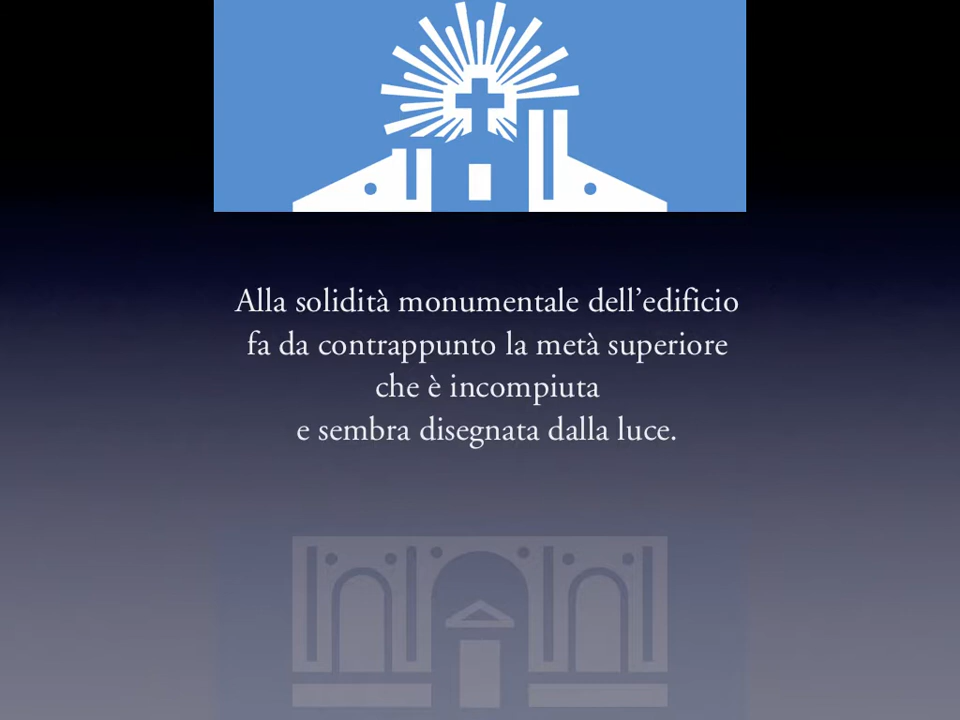 Alla solidità monumentale dell’edificio
fa da contrappunto la metà superiore
che è incompiuta
e sembra disegnata dalla luce.